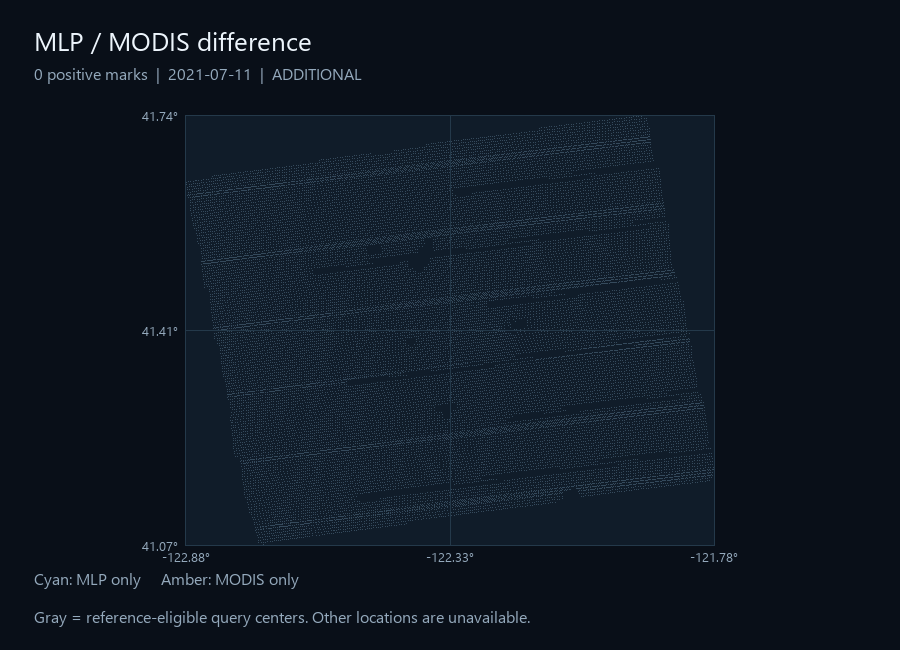 MLP / MODIS difference
0 positive marks | 2021-07-11 | ADDITIONAL
41.74°
41.41°
41.07°
-122.88° -122.33° -121.78°
Cyan: MLP only Amber: MODIS only
Gray = reference-eligible query centers. Other locations are unavailable.